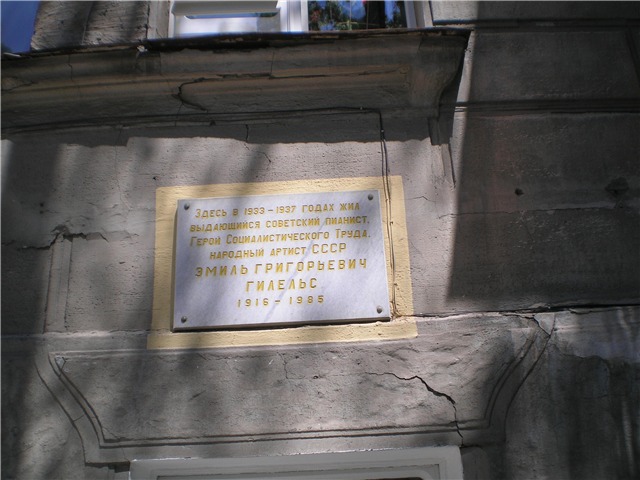 Здесь в 1933-1937 годах жил
выдающийся советский пианист,
Герой Социалистического Труда,
народный артист СССР
ЭМИЛЬ ГРИГОРЬЕВИЧ
ГИЛЕЛЬС
1916-1985